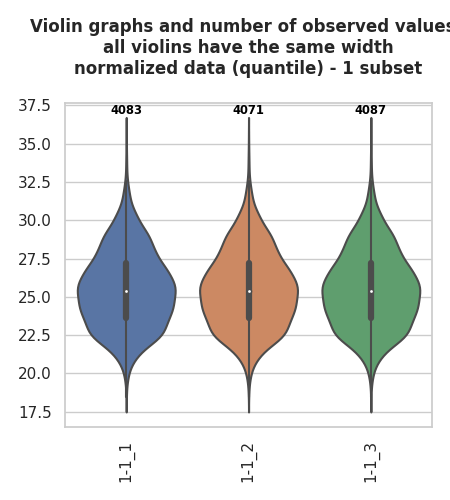 Violin graphs and number of observed values
all violins have the same width
normalized data (quantile) - 1 subset
4083 4071 4087
37.5
35.0
32.5
30.0
27.5
25.0
22.5
20.0
17.5
1-1_1 1-1_2 1-1_3